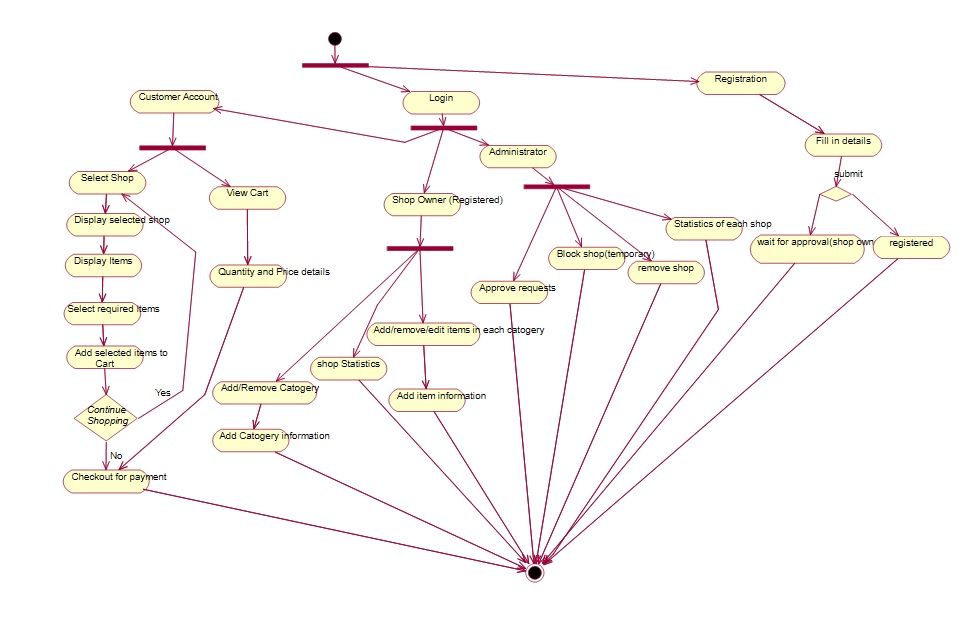 Registration
Customer Account
Login
Fill in details
Administrator
submit
Select Shop
View Cart
Shop Owner (Registered)
Display selected shop
Statistics of each shop
wait for approval(shop own
registered
Block shop(temporary)
Display Items
remove shop
Quantity and Price details
Approve requests
Select required Items
Add/remove/edit items in each catogery
Add selected items to
Cart
shop Statistics
Add/Remove Catogery
Yes
Add item information
Continue
Shopping
Add Catogery information
No
Checkout for payment